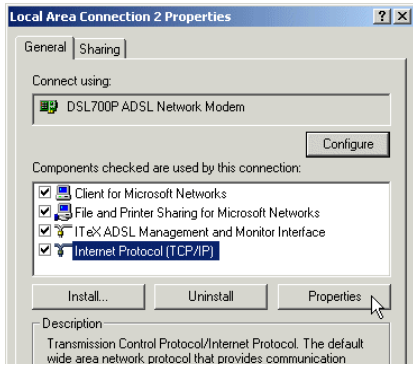 Local Area Connection 2 Properties
General
Sharing
Connect using:
DSL700P ADSL Network Modem
Configure
Components checked are used by this connection:
Client for Microsoft Networks
File and Printer Sharing for Microsoft Networks
ITeX ADSL Management and Monitor Interface
Internet Protocol (TCP/IP)
Install...
Uninstall
Properties
Description
Transmission Control Protocol/Internet Protocol. The default
wide area network protocol that provides communication